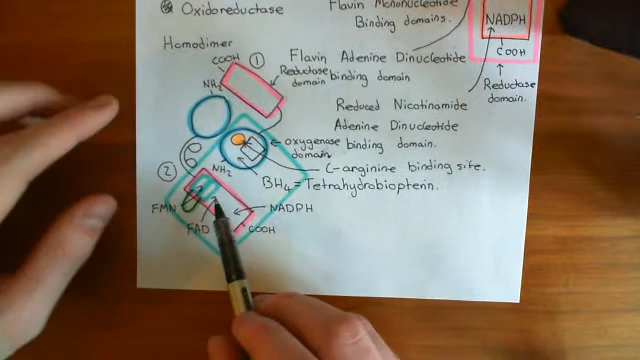 Oxidoreductase
Flavin Mononucleotide
Binding domains.
NADPH
COOH
Reductase
domain.
Homodimer
COOH
1
Flavin Adenine Dinucleotide
binding domain
Reductase
domain
NH2
Reduced Nicotinamide
Adenine Dinucleotide
binding domain.
oxygenase
domain
L-arginine binding site.
2
NH2
BH4 = Tetrahydrobiopterin.
FMN
NADPH
FAD
COOH